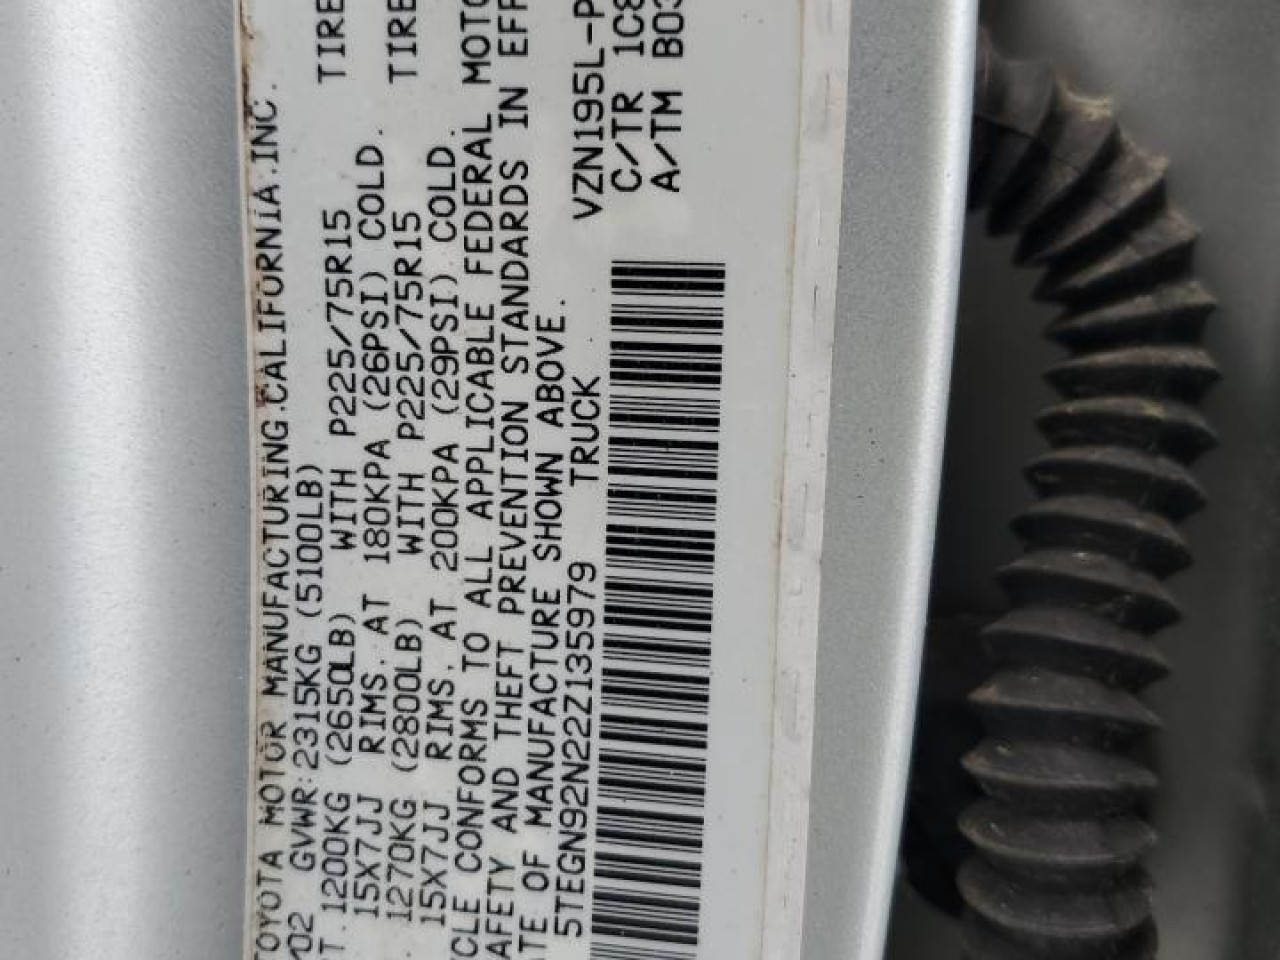 TOYOTA MOTOR MANUFACTURING.CALIFORNIA.INC.
/02 GVWR:2315KG (5100LB)
T. 1200KG (2650LB) WITH P225/75R15 TIRE
15X7JJ RIMS.AT 180KPA (26PSI) COLD.
1270KG (2800LB) WITH P225/75R15 TIRE
15X7JJ RIMS.AT 200KPA (29PSI) COLD.
CLE CONFORMS TO ALL APPLICABLE FEDERAL MOTO
AFETY AND THEFT PREVENTION STANDARDS IN EFF
ATE OF MANUFACTURE SHOWN ABOVE.
5TEGN92N22Z135979 TRUCK VZN195L-P
C/TR 1C8
A/TM B03